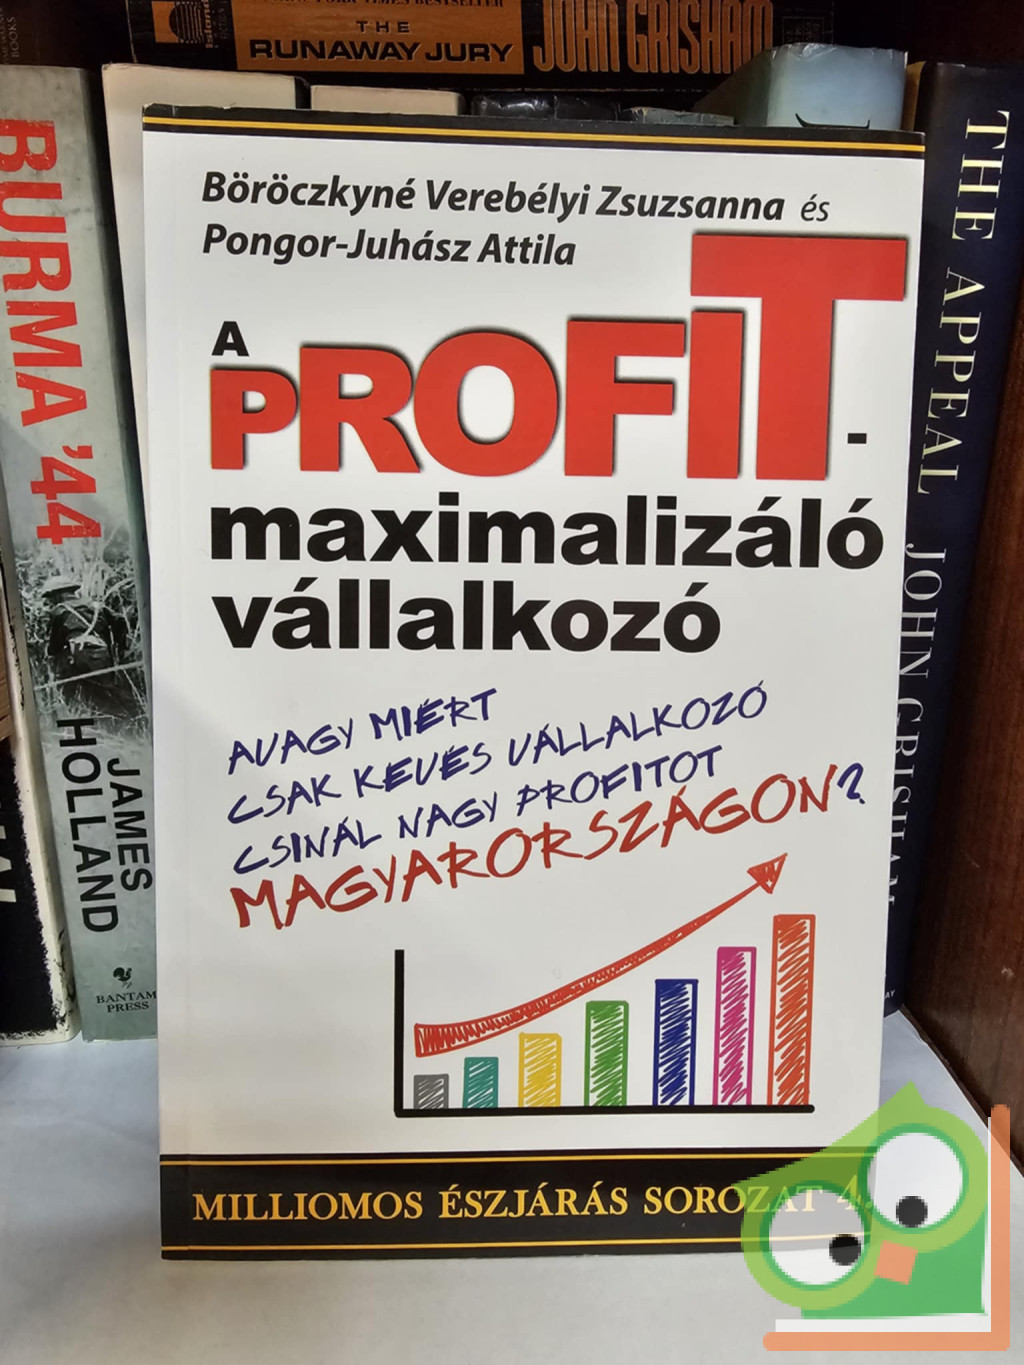 THE
RUNAWAY JURY
JOHN GRISHAM
BURMA '44
JAMES
HOLLAND
BANTAM
PRESS
Böröczkyné Verebélyi Zsuzsanna és
Pongor-Juhász Attila
A
PROFIT-
maximalizáló
vállalkozó
AVAGY MIÉRT
CSAK KEVÉS VÁLLALKOZÓ
CSINÁL NAGY PROFITOT
MAGYARORSZÁGON?
MILLIOMOS ÉSZJÁRÁS SOROZAT 4.
THE APPEAL JOHN GRISHAM